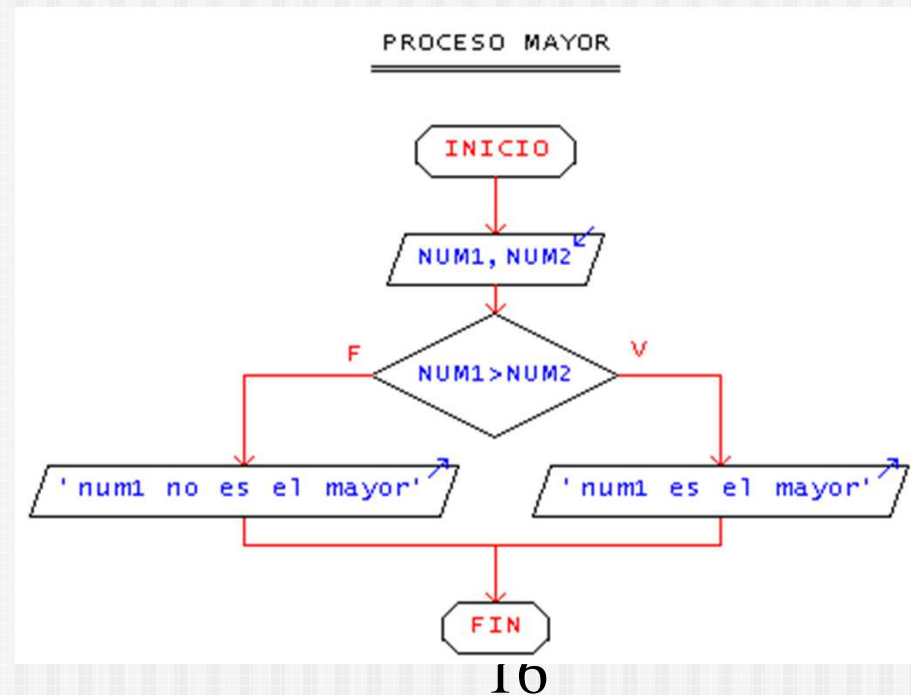 PROCESO MAYOR
INICIO
NUM1, NUM2
F
V
NUM1>NUM2
'num1 no es el mayor'
'num1 es el mayor'
FIN
16